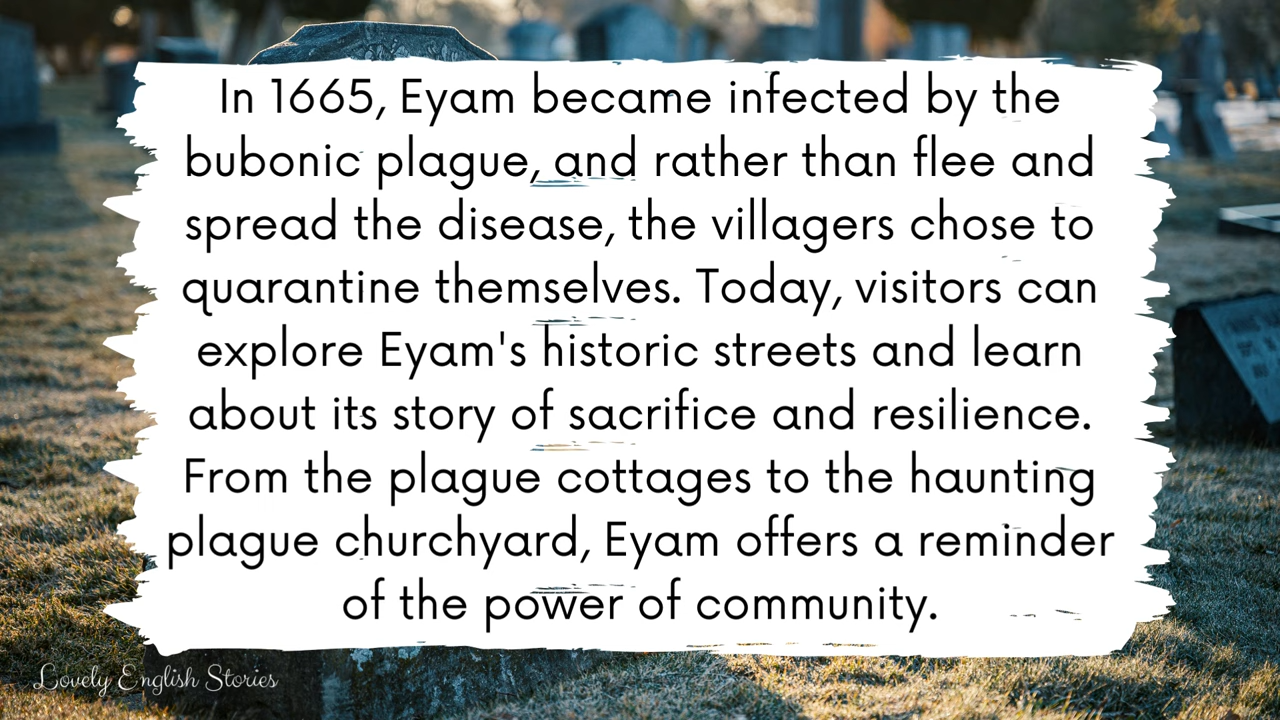 In 1665, Eyam became infected by the
bubonic plague, and rather than flee and
spread the disease, the villagers chose to
quarantine themselves. Today, visitors can
explore Eyam's historic streets and learn
about its story of sacrifice and resilience.
From the plague cottages to the haunting
plague churchyard, Eyam offers a reminder
of the power of community.
Lovely English Stories